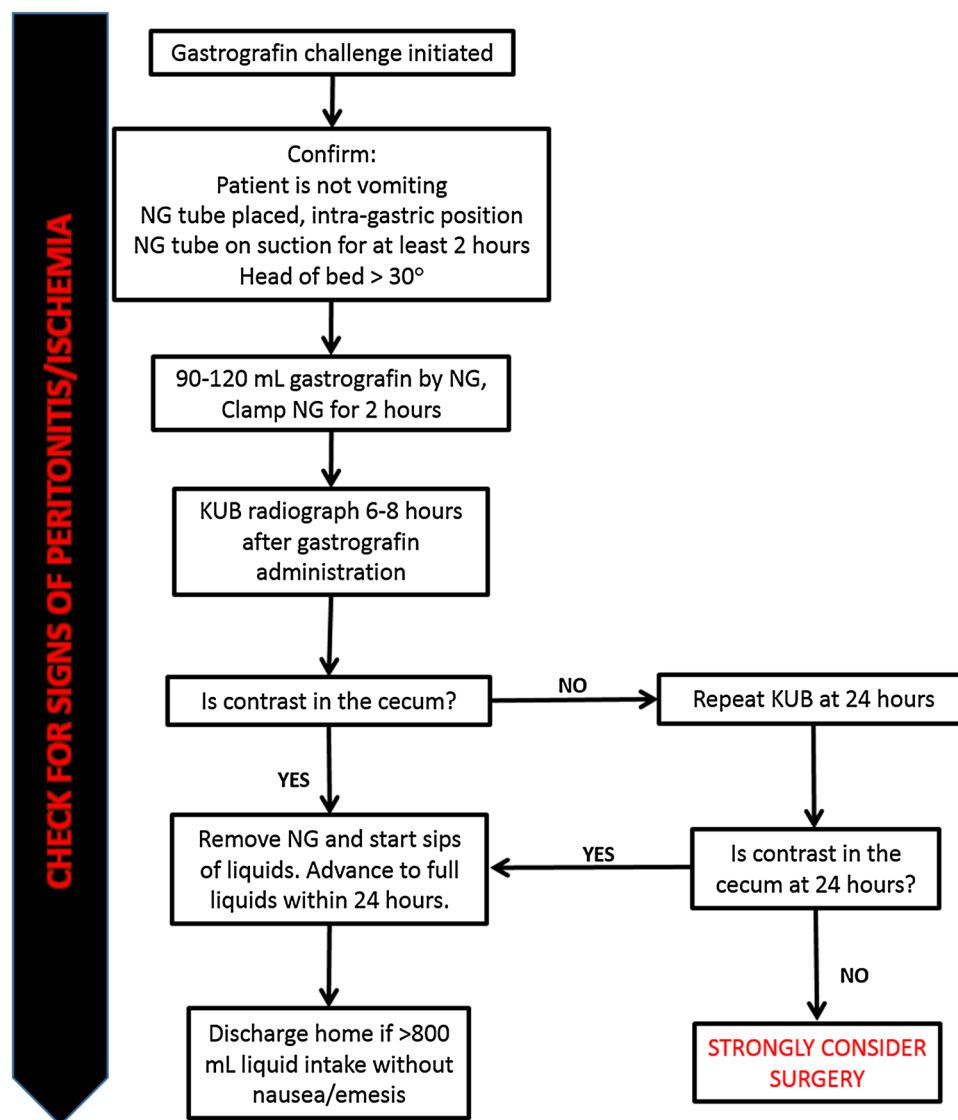 CHECK FOR SIGNS OF PERITONITIS/ISCHEMIA
Gastrografin challenge initiated
Confirm:
Patient is not vomiting
NG tube placed, intra-gastric position
NG tube on suction for at least 2 hours
Head of bed > 30°
90-120 mL gastrografin by NG,
Clamp NG for 2 hours
KUB radiograph 6-8 hours
after gastrografin
administration
Is contrast in the cecum?
NO
Repeat KUB at 24 hours
YES
Remove NG and start sips
of liquids. Advance to full
liquids within 24 hours.
YES
Is contrast in the
cecum at 24 hours?
NO
Discharge home if >800
mL liquid intake without
nausea/emesis
STRONGLY CONSIDER
SURGERY